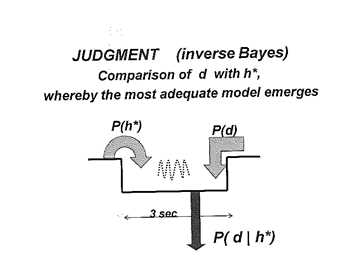 JUDGMENT (inverse Bayes)
Comparison of d with h*,
whereby the most adequate model emerges
P(h*)
P(d)
3 sec
P( d | h*)